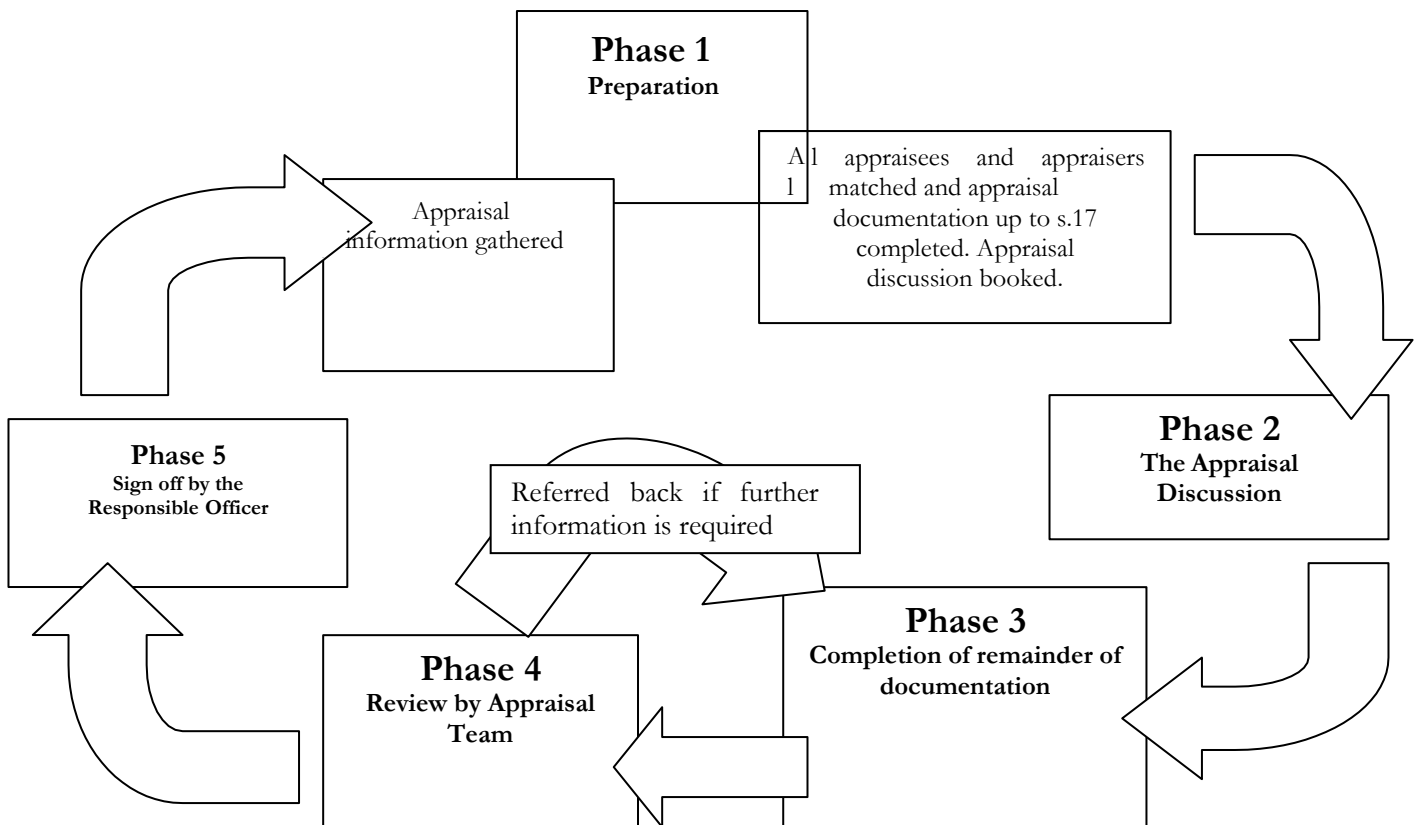 Phase 1
Preparation
Appraisal
information gathered
A l appraisees and appraisers
l matched and appraisal
documentation up to s.17
completed. Appraisal
discussion booked.
Phase 2
The Appraisal
Discussion
Phase 3
Completion of remainder of
documentation
Referred back if further
information is required
Phase 4
Review by Appraisal
Team
Phase 5
Sign off by the
Responsible Officer